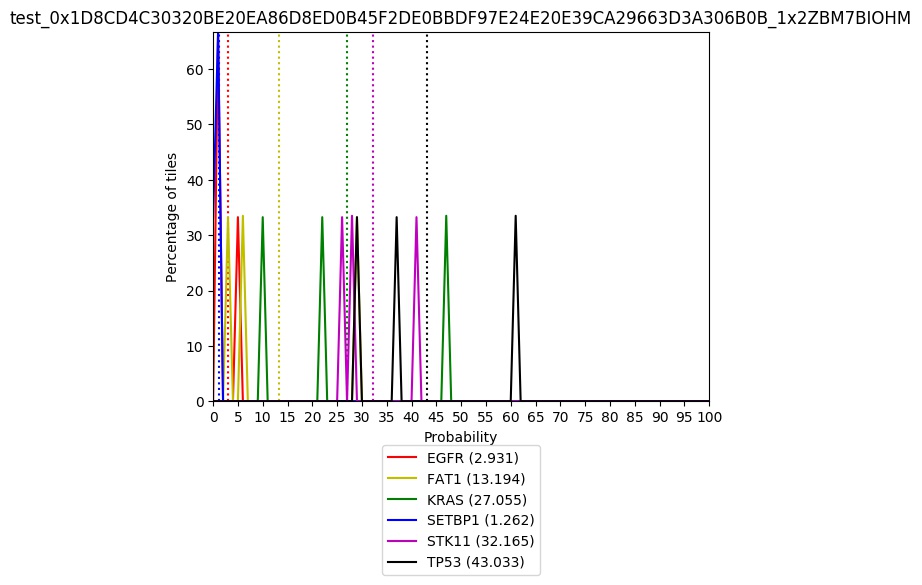 test_0x1D8CD4C30320BE20EA86D8ED0B45F2DE0BBDF97E24E20E39CA29663D3A306B0B_1x2ZBM7BIOHM
60
50
40
30
20
10
0
Percentage of tiles
0 5 10 15 20 25 30 35 40 45 50 55 60 65 70 75 80 85 90 95 100
Probability
EGFR (2.931)
FAT1 (13.194)
KRAS (27.055)
SETBP1 (1.262)
STK11 (32.165)
TP53 (43.033)